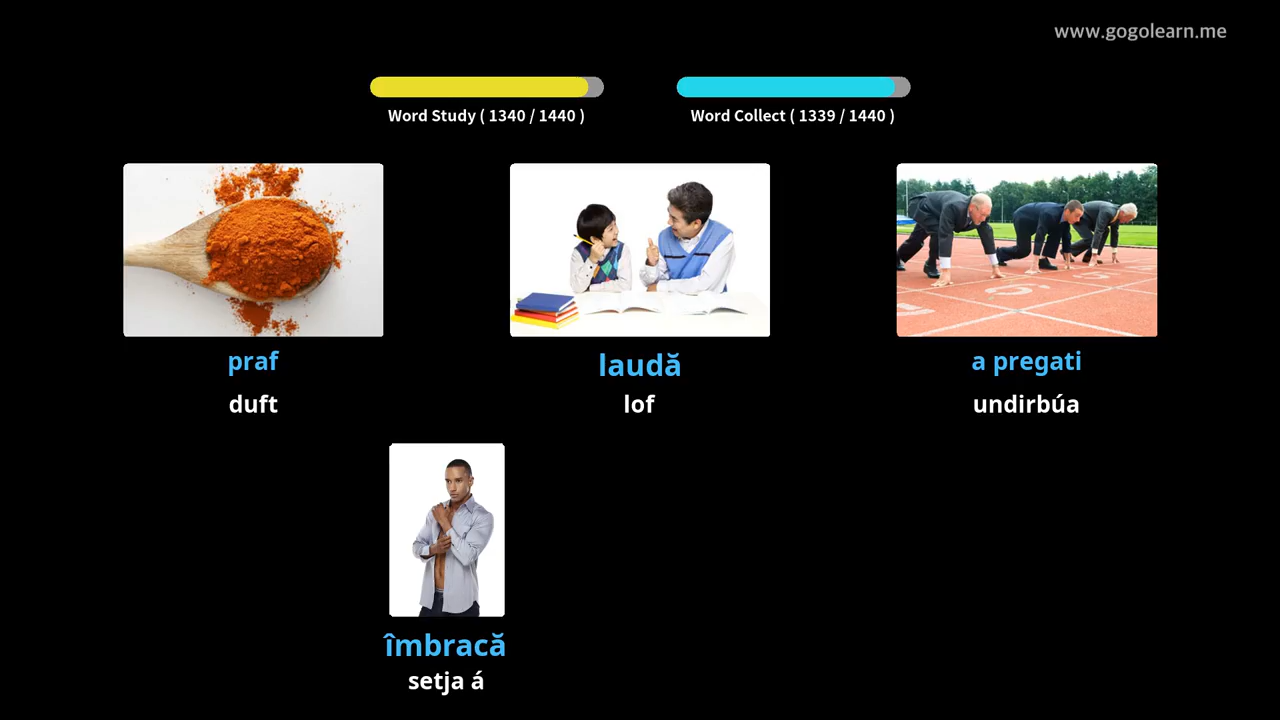 www.gogolearn.me
Word Study ( 1340 / 1440 )
Word Collect ( 1339 / 1440 )
praf
duft
laudă
lof
a pregati
undirbúa
îmbracă
setja á